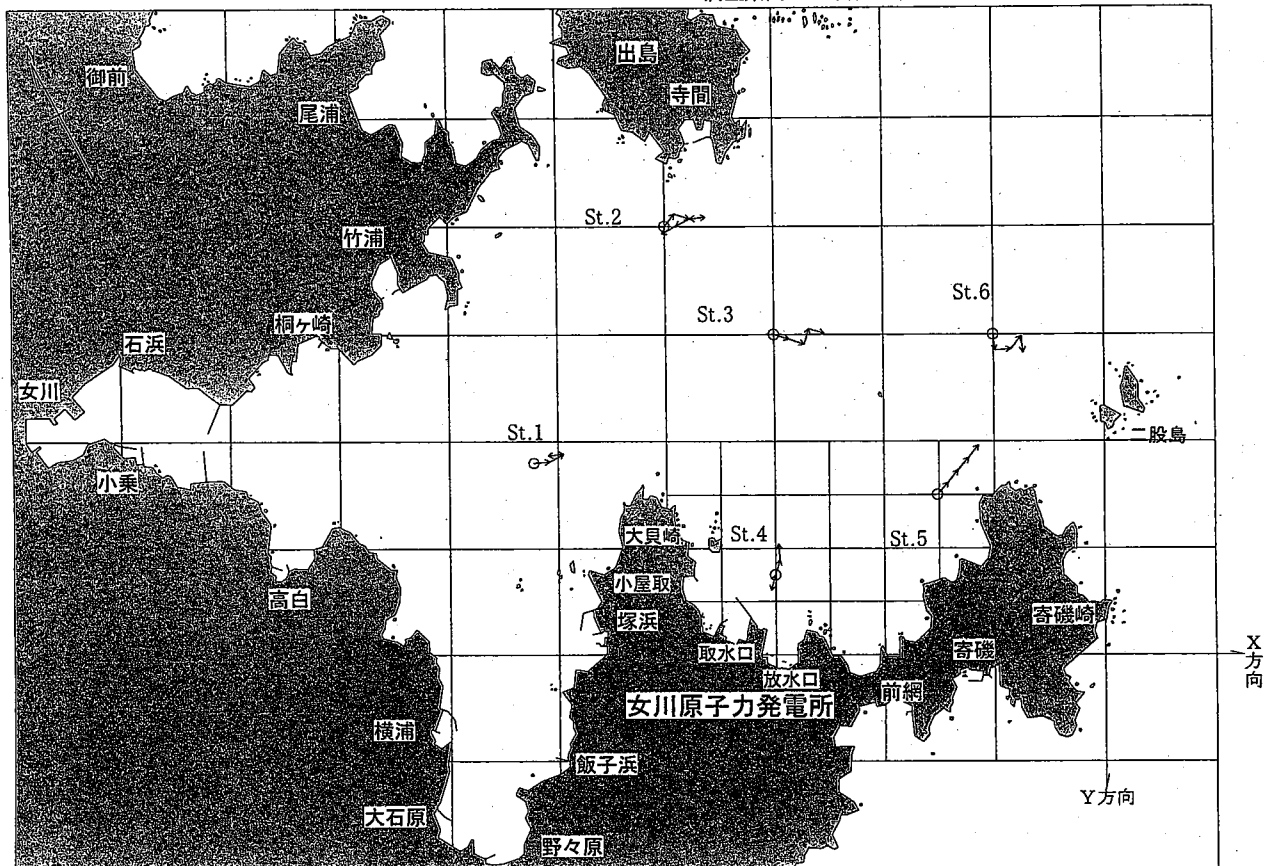 出島
御前
寺間
尾浦
St.2
竹浦
St.6
St.3
桐ヶ崎
石浜
女川
St.1
二股島
小乗
大貝崎
St.4
St.5
小屋取
高白
寄磯崎
塚浜
取水口
寄磯
X方向
放水口
前網
女川原子力発電所
横浦
飯子浜
Y方向
大石原
野々原